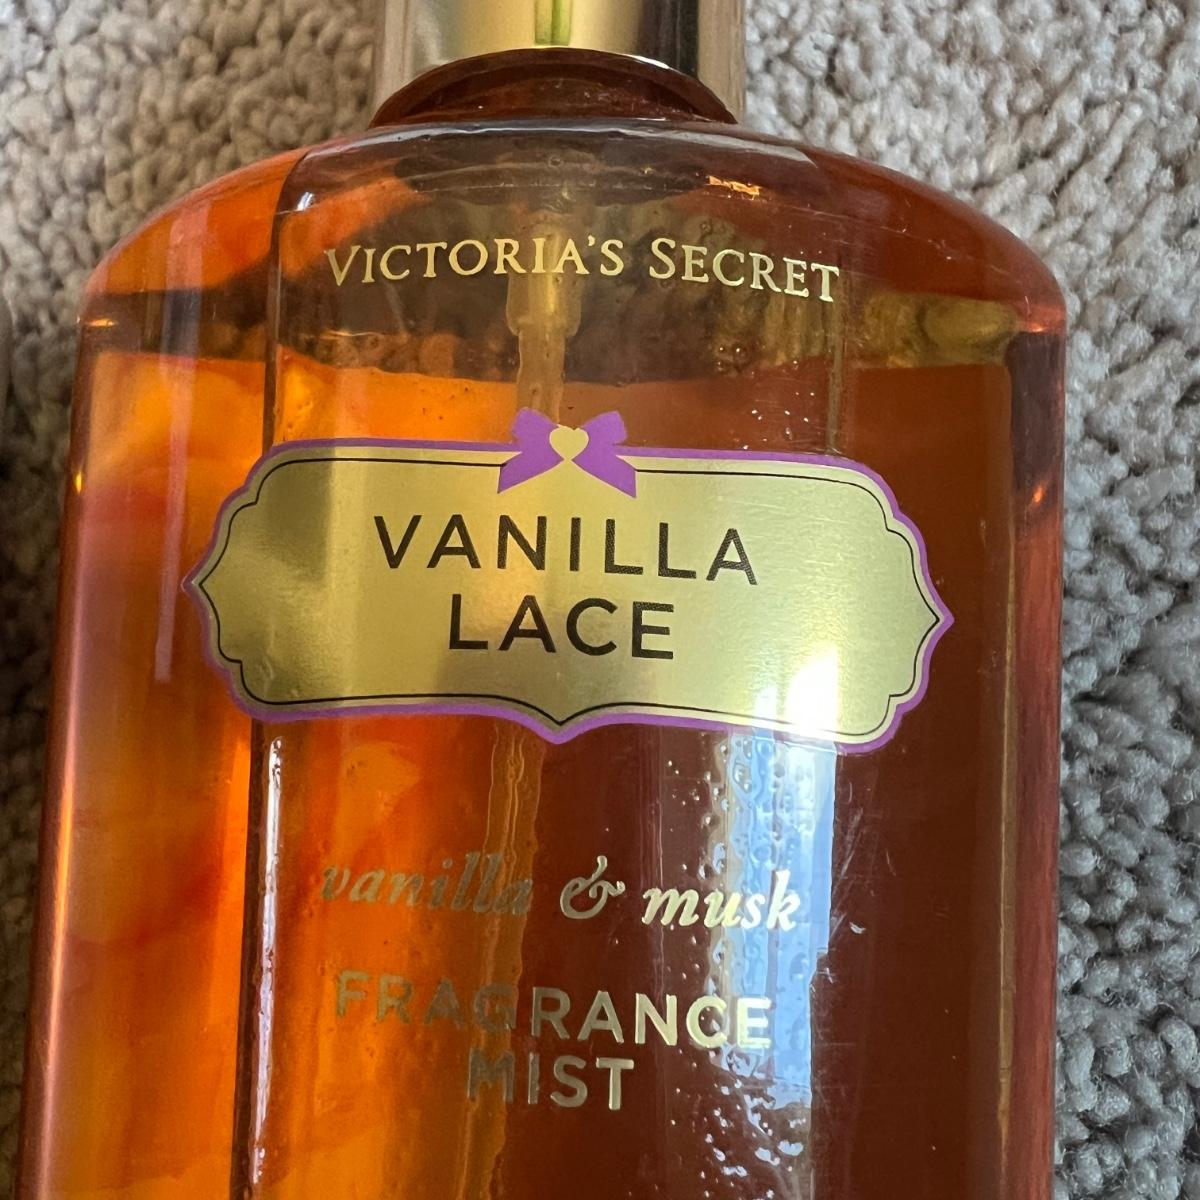 VICTORIA'S SECRET
VANILLA
LACE
vanilla & musk
FRAGRANCE
MIST